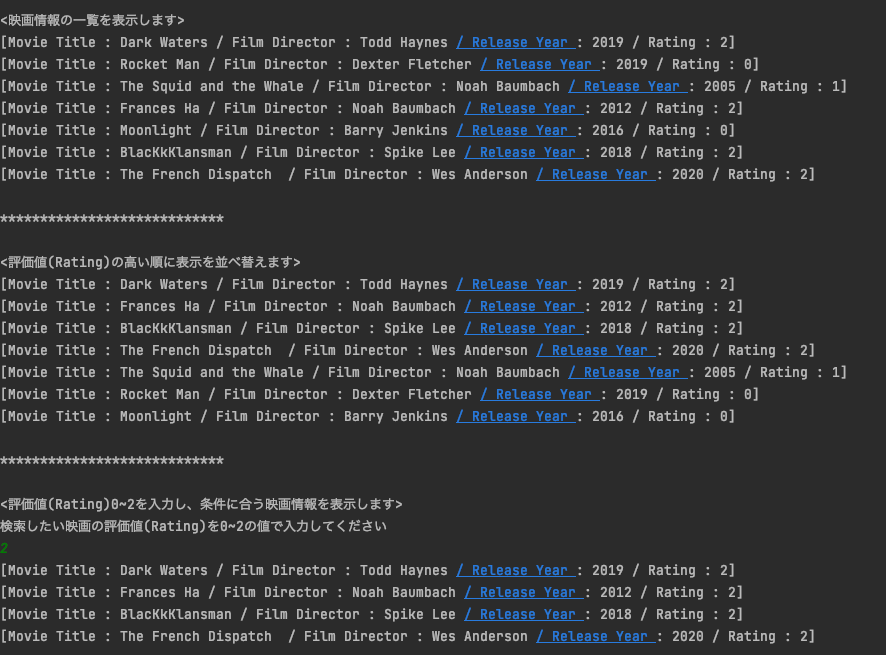 <映画情報の一覧を表示します>
[Movie Title : Dark Waters / Film Director : Todd Haynes / Release Year : 2019 / Rating : 2]
[Movie Title : Rocket Man / Film Director : Dexter Fletcher / Release Year : 2019 / Rating : 0]
[Movie Title : The Squid and the Whale / Film Director : Noah Baumbach / Release Year : 2005 / Rating : 1]
[Movie Title : Frances Ha / Film Director : Noah Baumbach / Release Year : 2012 / Rating : 2]
[Movie Title : Moonlight / Film Director : Barry Jenkins / Release Year : 2016 / Rating : 0]
[Movie Title : BlacKkKlansman / Film Director : Spike Lee / Release Year : 2018 / Rating : 2]
[Movie Title : The French Dispatch  / Film Director : Wes Anderson / Release Year : 2020 / Rating : 2]
****************************
<評価値(Rating)の高い順に表示を並べ替えます>
[Movie Title : Dark Waters / Film Director : Todd Haynes / Release Year : 2019 / Rating : 2]
[Movie Title : Frances Ha / Film Director : Noah Baumbach / Release Year : 2012 / Rating : 2]
[Movie Title : BlacKkKlansman / Film Director : Spike Lee / Release Year : 2018 / Rating : 2]
[Movie Title : The French Dispatch  / Film Director : Wes Anderson / Release Year : 2020 / Rating : 2]
[Movie Title : The Squid and the Whale / Film Director : Noah Baumbach / Release Year : 2005 / Rating : 1]
[Movie Title : Rocket Man / Film Director : Dexter Fletcher / Release Year : 2019 / Rating : 0]
[Movie Title : Moonlight / Film Director : Barry Jenkins / Release Year : 2016 / Rating : 0]
****************************
<評価値(Rating)0~2を入力し、条件に合う映画情報を表示します>
検索したい映画の評価値(Rating)を0~2の値で入力してください
2
[Movie Title : Dark Waters / Film Director : Todd Haynes / Release Year : 2019 / Rating : 2]
[Movie Title : Frances Ha / Film Director : Noah Baumbach / Release Year : 2012 / Rating : 2]
[Movie Title : BlacKkKlansman / Film Director : Spike Lee / Release Year : 2018 / Rating : 2]
[Movie Title : The French Dispatch  / Film Director : Wes Anderson / Release Year : 2020 / Rating : 2]